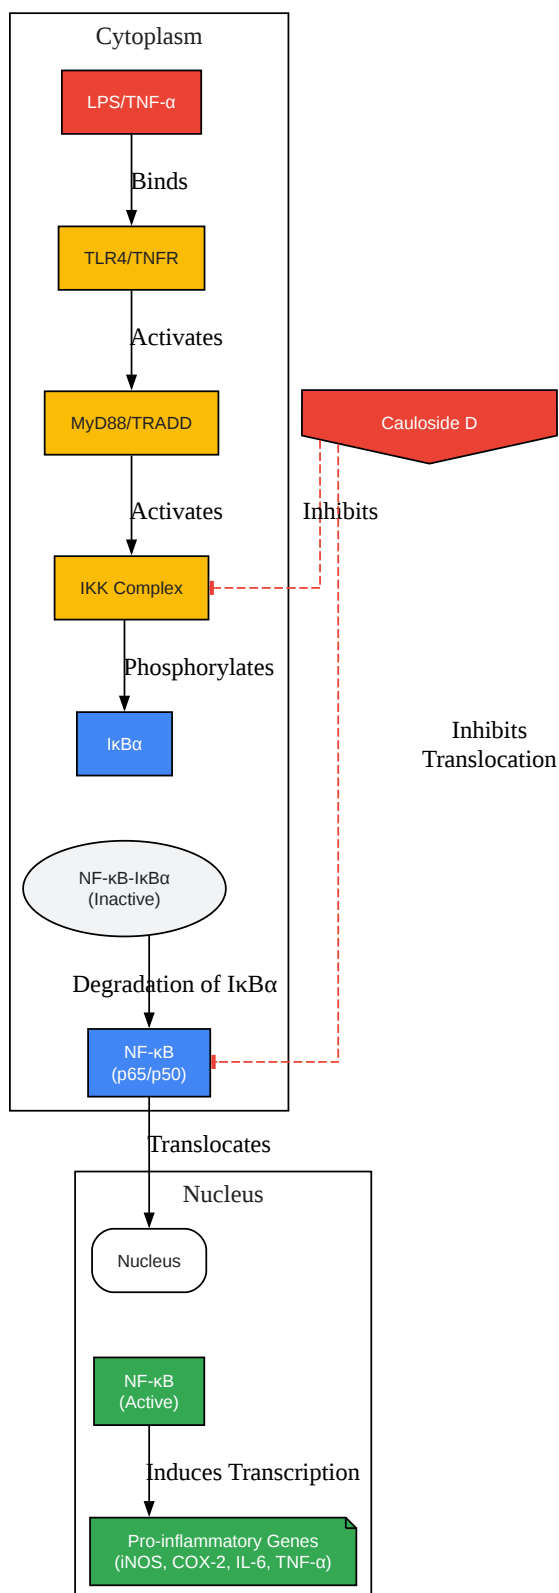 Cytoplasm
LPS/TNF-α
Binds
TLR4/TNFR
Activates
MyD88/TRADD
Cauloside D
Activates
Inhibits
IKK Complex
Phosphorylates
IκBα
Inhibits
Translocation
NF-κB-IκBα
(Inactive)
Degradation of IκBα
NF-κB
(p65/p50)
Translocates
Nucleus
Nucleus
NF-κB
(Active)
Induces Transcription
Pro-inflammatory Genes
(iNOS, COX-2, IL-6, TNF-α)